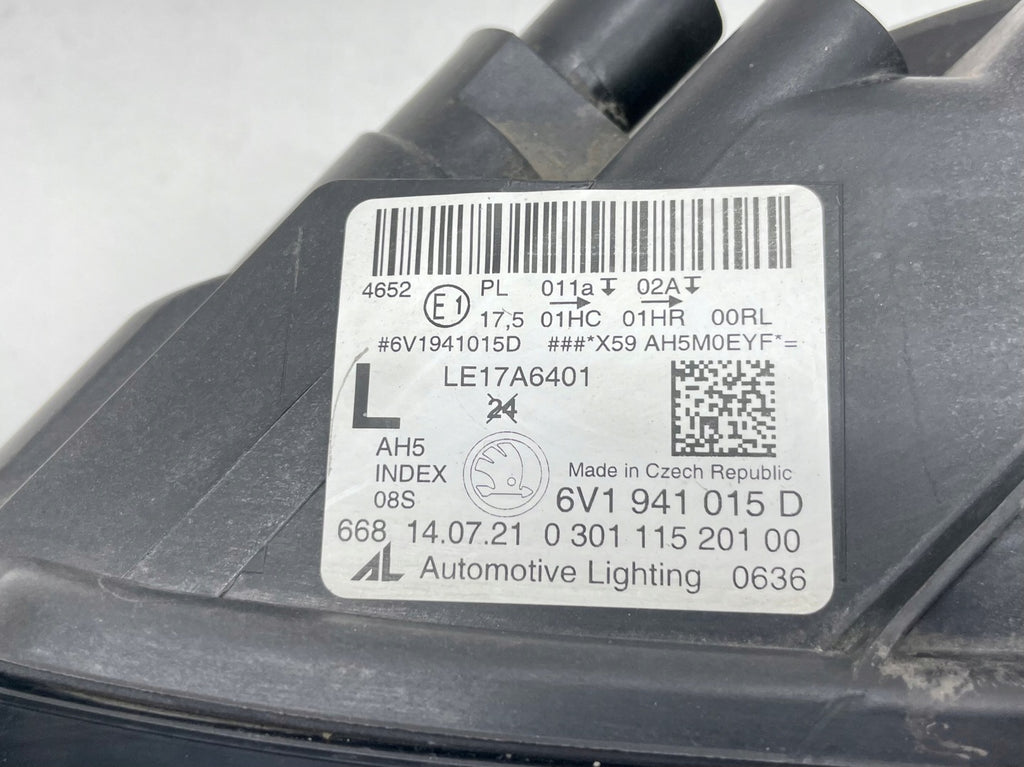 4652 E1 PL 011a 02A
17,5 01HC 01HR 00RL
#6V1941015D ###*X59 AH5M0EYF*=
L LE17A6401
24
AH5
INDEX
08S
Made in Czech Republic
6V1 941 015 D
668 14.07.21 0 301 115 201 00
AL Automotive Lighting 0636